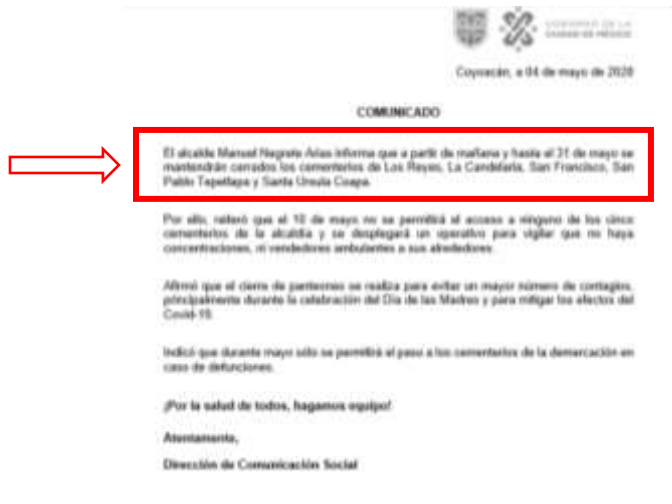 GOBIERNO DE LA
CIUDAD DE MÉXICO
Coyoacán, a 04 de mayo de 2020
COMUNICADO
El alcalde Manuel Negrete Arias informa que a partir de mañana y hasta el 31 de mayo se
mantendrán cerrados los cementerios de Los Reyes, La Candelaria, San Francisco, San
Pablo Tepetlapa y Santa Úrsula Coapa.
Por ello, reiteró que el 10 de mayo no se permitirá el acceso a ninguno de los cinco
cementerios de la alcaldía y se desplegará un operativo para vigilar que no haya
concentraciones, ni vendedores ambulantes a sus alrededores.
Afirmó que el cierre de panteones se realiza para evitar un mayor número de contagios,
principalmente durante la celebración del Día de las Madres y para mitigar los efectos del
Covid-19.
Indicó que durante mayo sólo se permitirá el paso a los cementerios de la demarcación en
caso de defunciones.
¡Por la salud de todos, hagamos equipo!
Atentamente,
Dirección de Comunicación Social